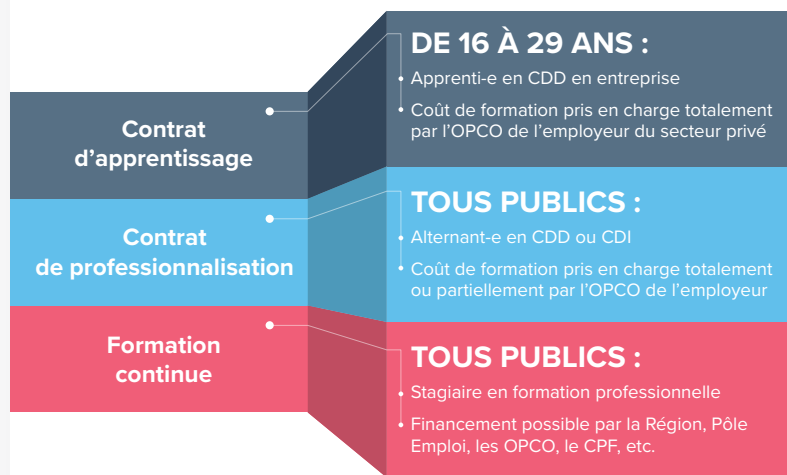 Contrat
d'apprentissage
DE 16 À 29 ANS :
• Apprenti-e en CDD en entreprise
• Coût de formation pris en charge totalement
par l'OPCO de l'employeur du secteur privé
Contrat
de professionnalisation
TOUS PUBLICS :
• Alternant-e en CDD ou CDI
• Coût de formation pris en charge totalement
ou partiellement par l'OPCO de l'employeur
Formation
continue
TOUS PUBLICS :
• Stagiaire en formation professionnelle
• Financement possible par la Région, Pôle
Emploi, les OPCO, le CPF, etc.